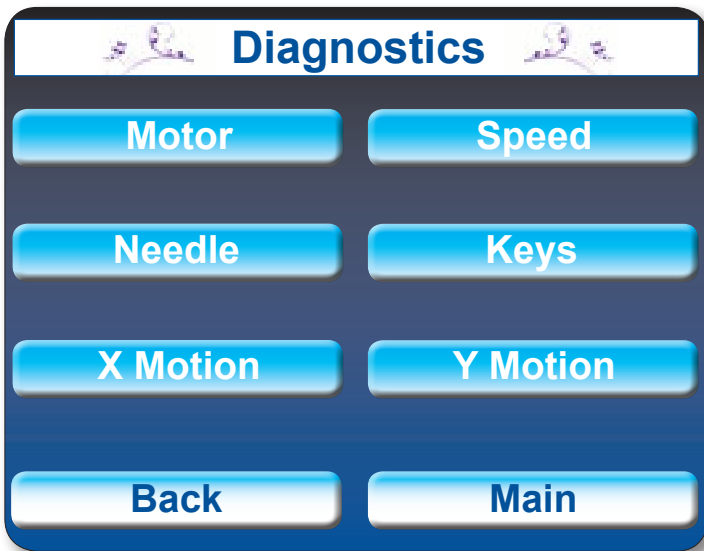 Diagnostics
Motor Speed
Needle Keys
X Motion Y Motion
Back Main